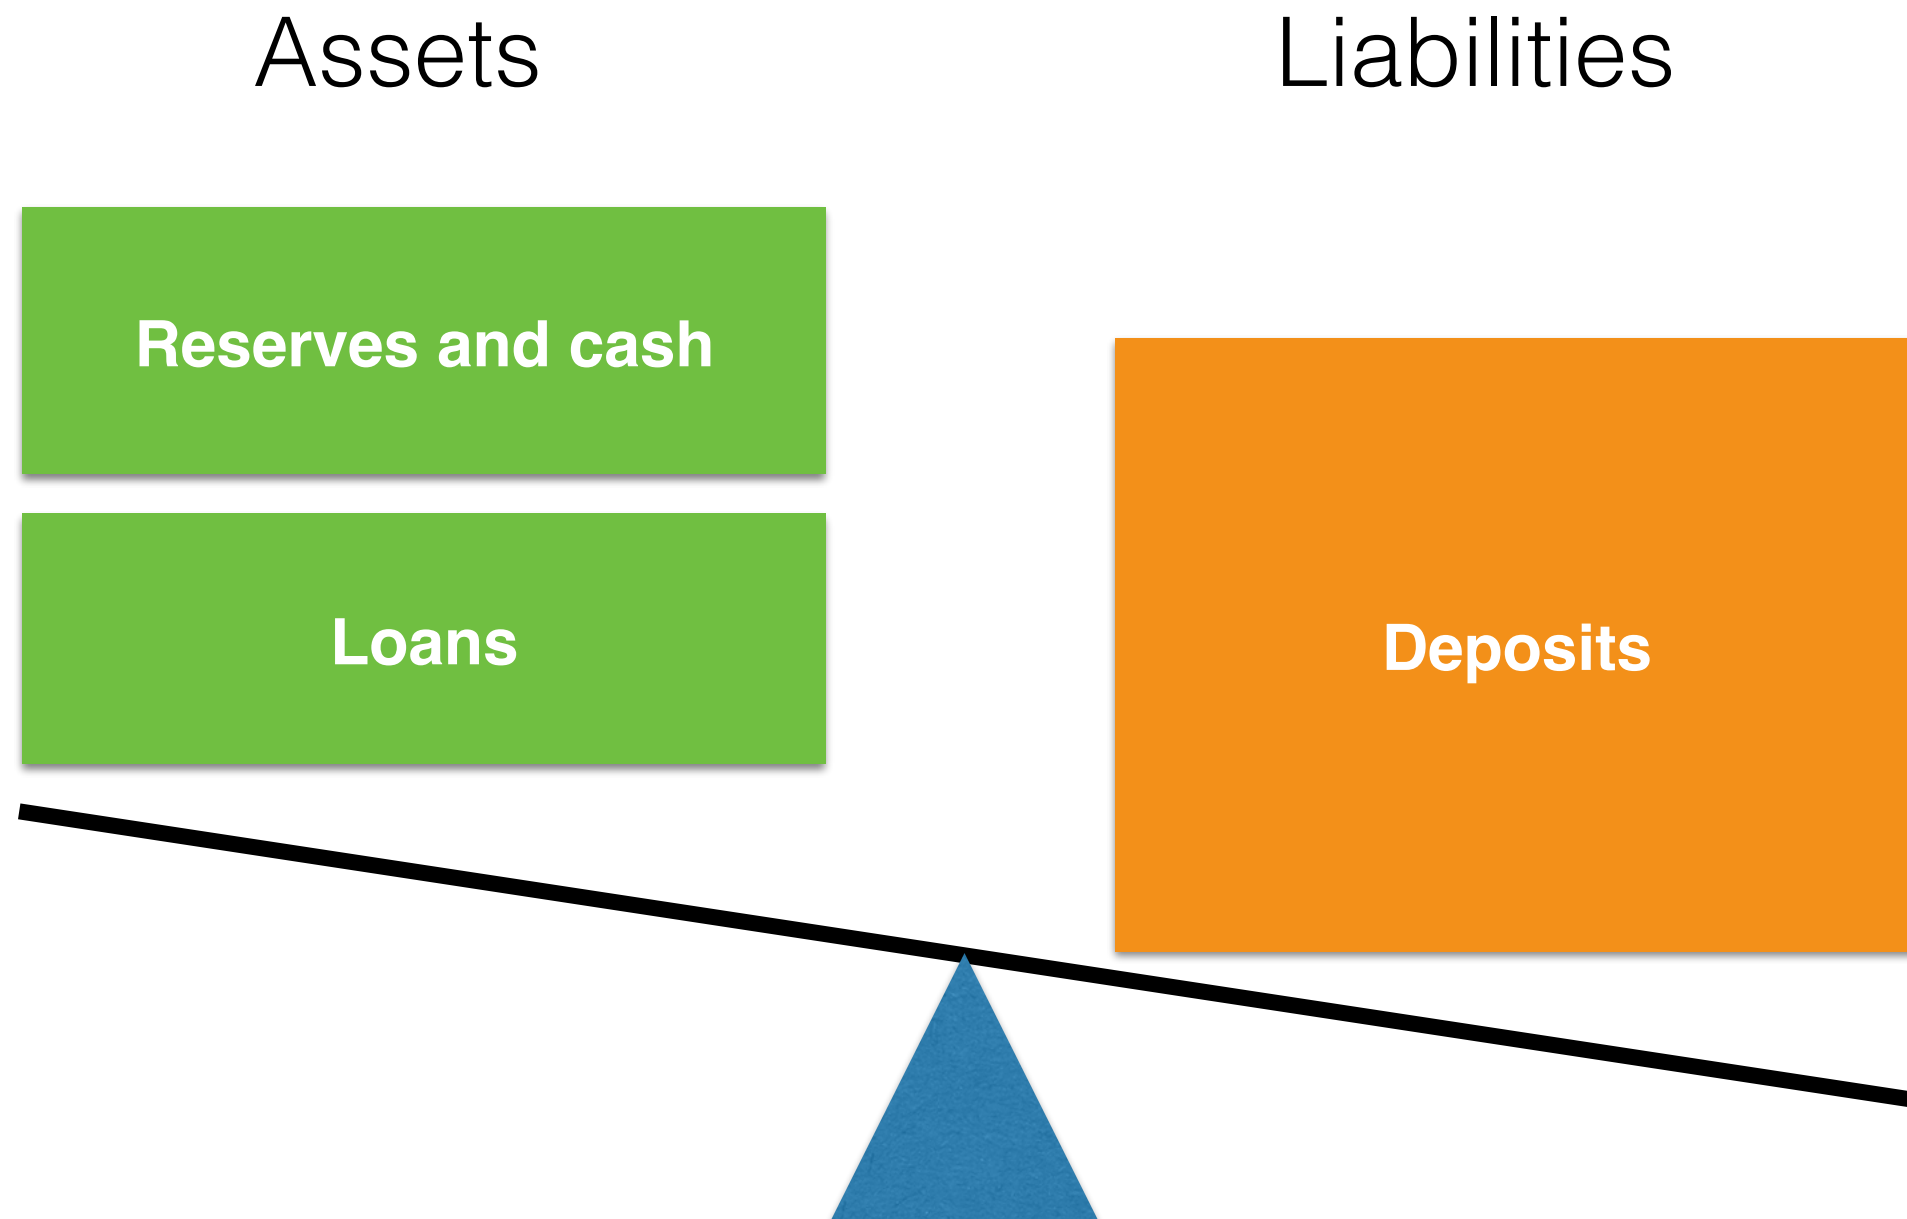 Assets
Liabilities
Reserves and cash
Loans
Deposits